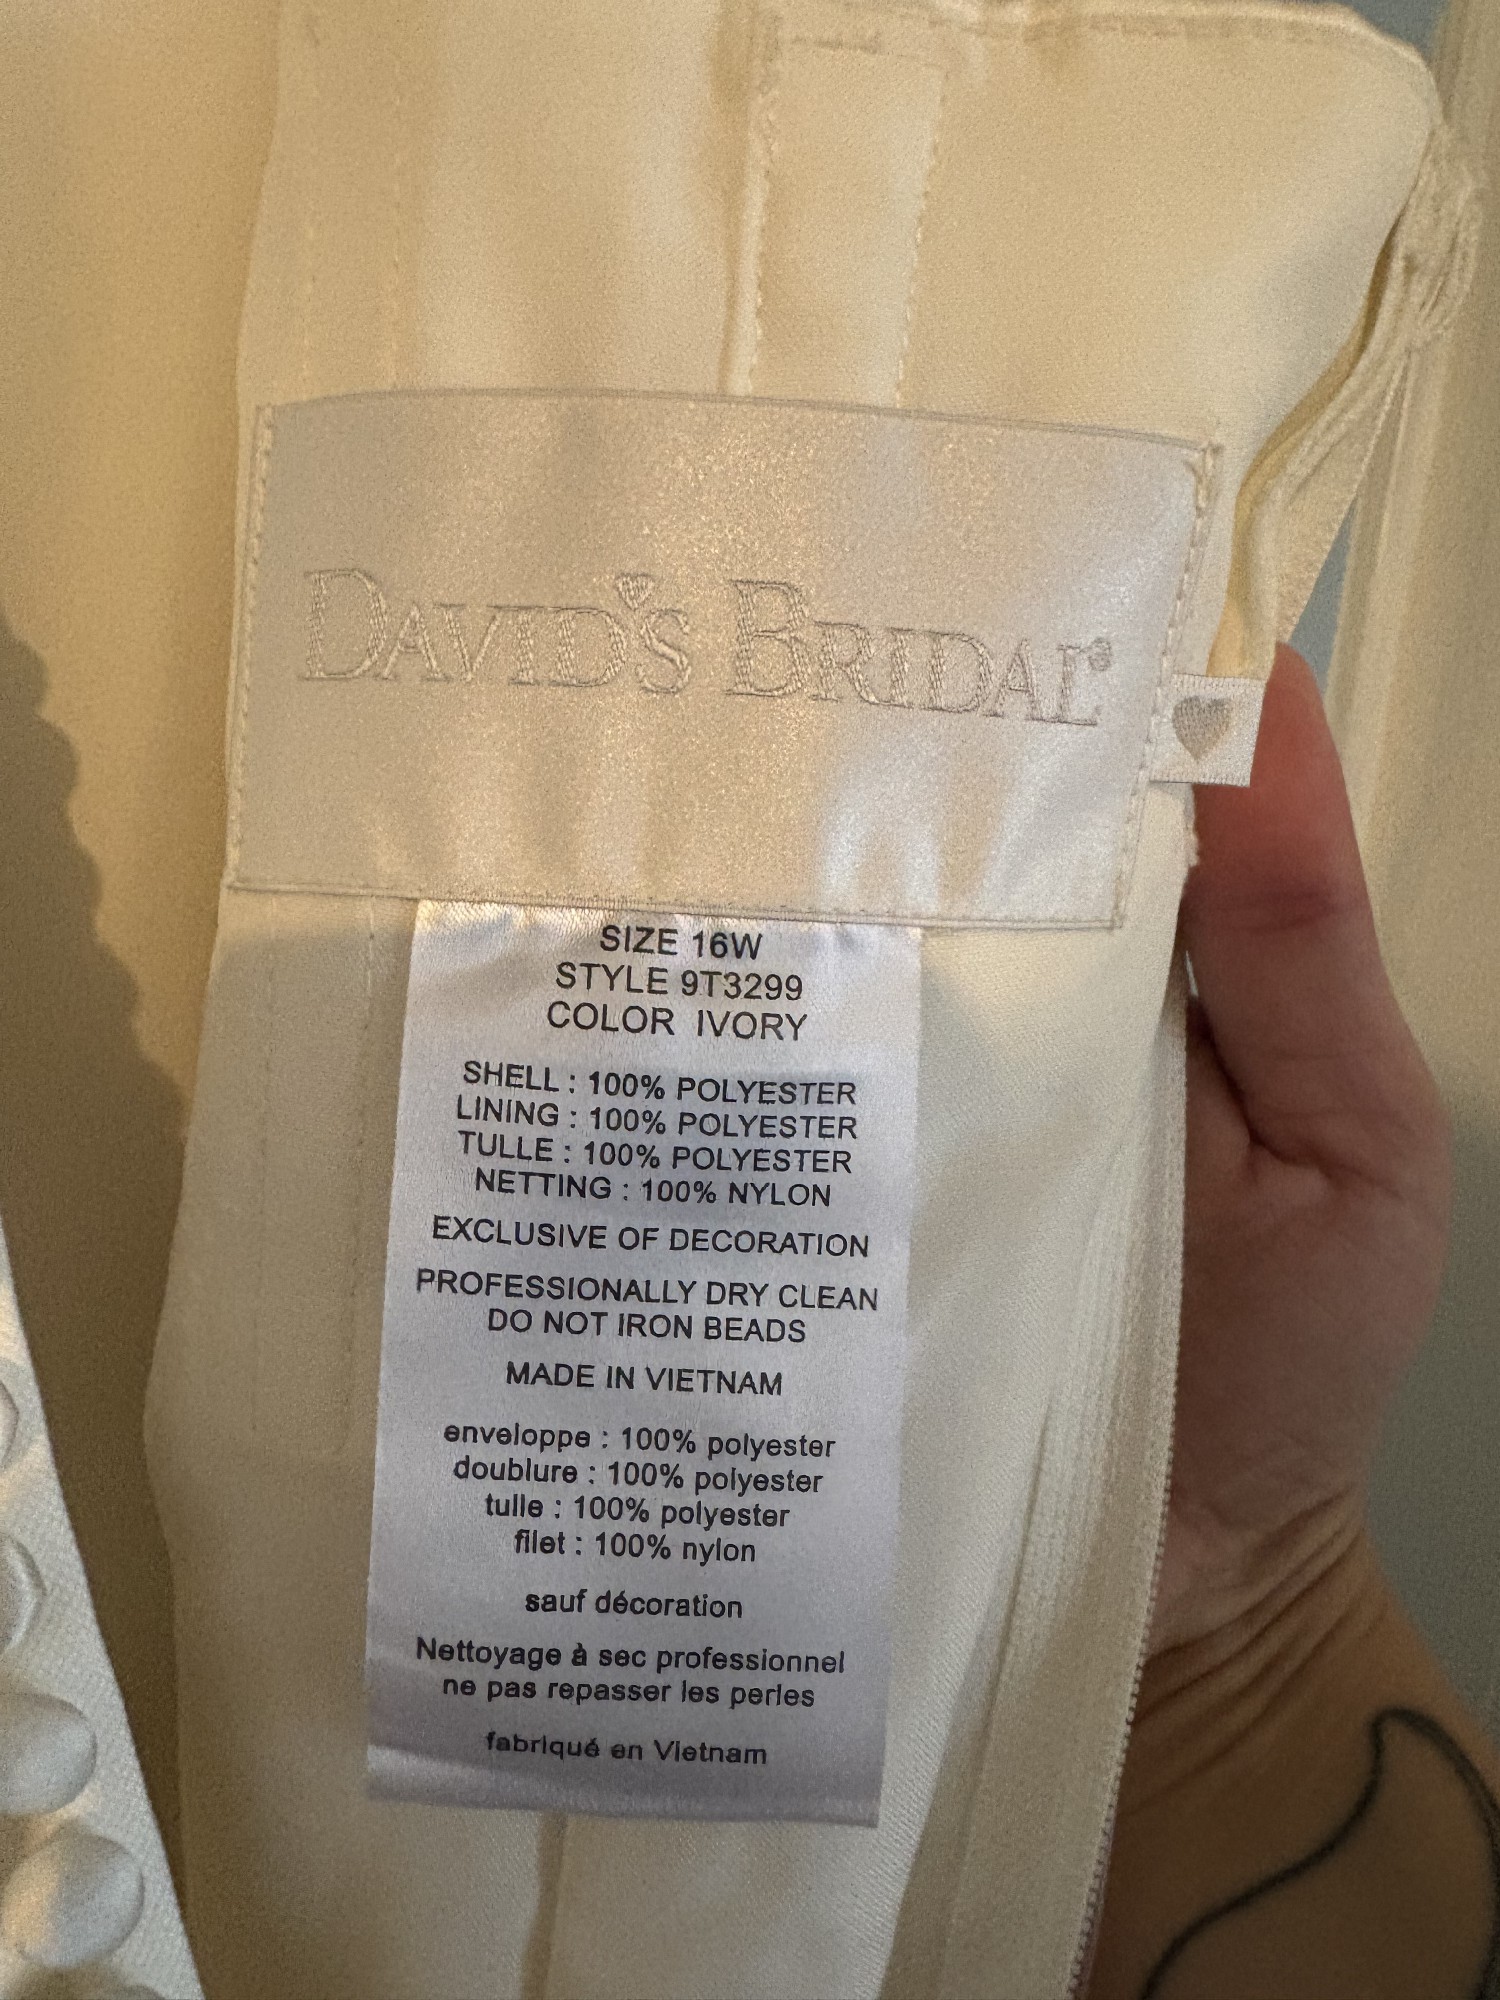 DAVID'S BRIDAL®
SIZE 16W
STYLE 9T3299
COLOR IVORY
SHELL : 100% POLYESTER
LINING : 100% POLYESTER
TULLE : 100% POLYESTER
NETTING : 100% NYLON
EXCLUSIVE OF DECORATION
PROFESSIONALLY DRY CLEAN
DO NOT IRON BEADS
MADE IN VIETNAM
enveloppe : 100% polyester
doublure : 100% polyester
tulle : 100% polyester
filet : 100% nylon
sauf décoration
Nettoyage à sec professionnel
ne pas repasser les perles
fabriqué en Vietnam